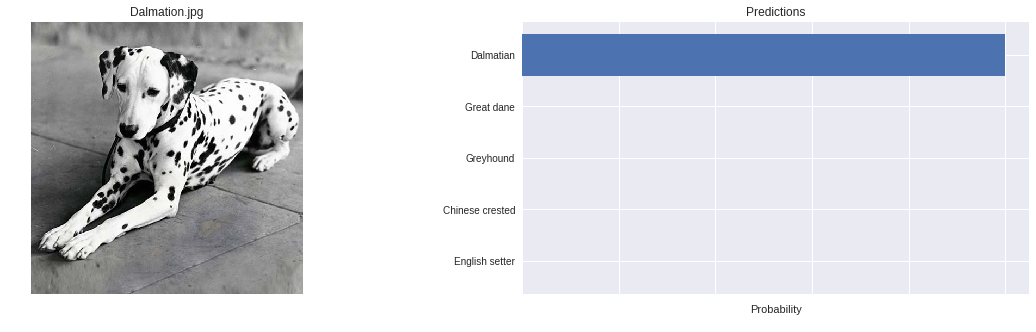 Dalmation.jpg
Predictions
Dalmatian
Great dane
Greyhound
Chinese crested
English setter
Probability